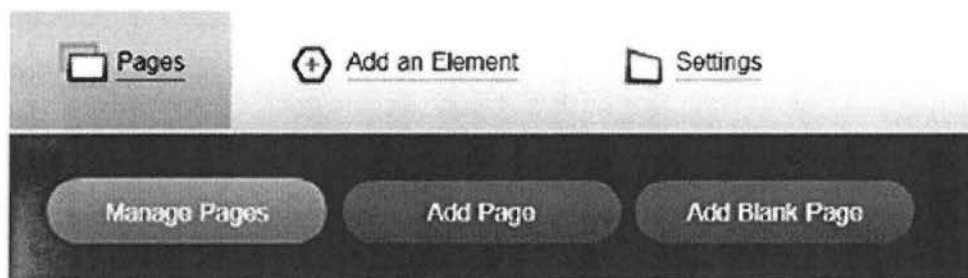 Pages Add an Element Settings
Manage Pages Add Page Add Blank Page